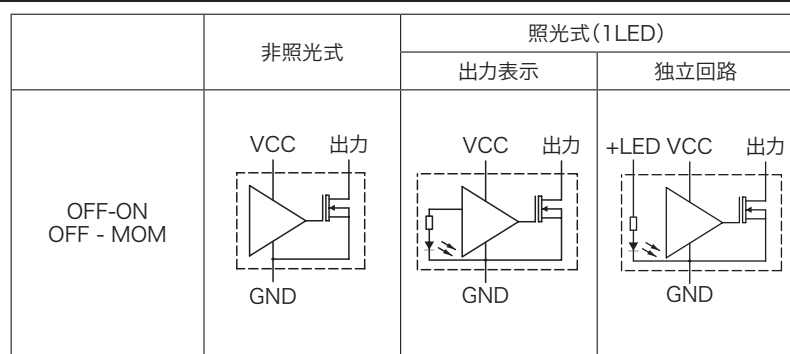 非照光式
照光式(1LED)
出力表示
独立回路
OFF-ON
OFF - MOM
VCC 出力
GND
VCC 出力
GND
+LED VCC 出力
GND